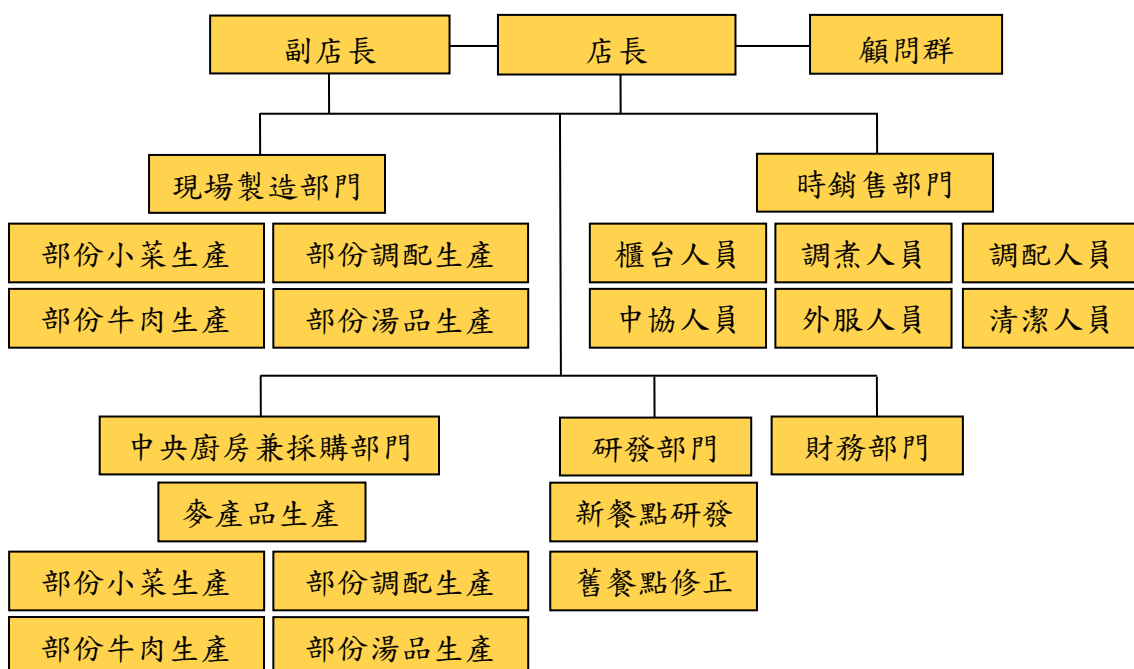 副店長
店長
顧問群
現場製造部門
時銷售部門
部份小菜生產
部份調配生產
櫃台人員
調煮人員
調配人員
部份牛肉生產
部份湯品生產
中協人員
外服人員
清潔人員
中央廚房兼採購部門
研發部門
財務部門
麥產品生產
新餐點研發
部份小菜生產
部份調配生產
舊餐點修正
部份牛肉生產
部份湯品生產